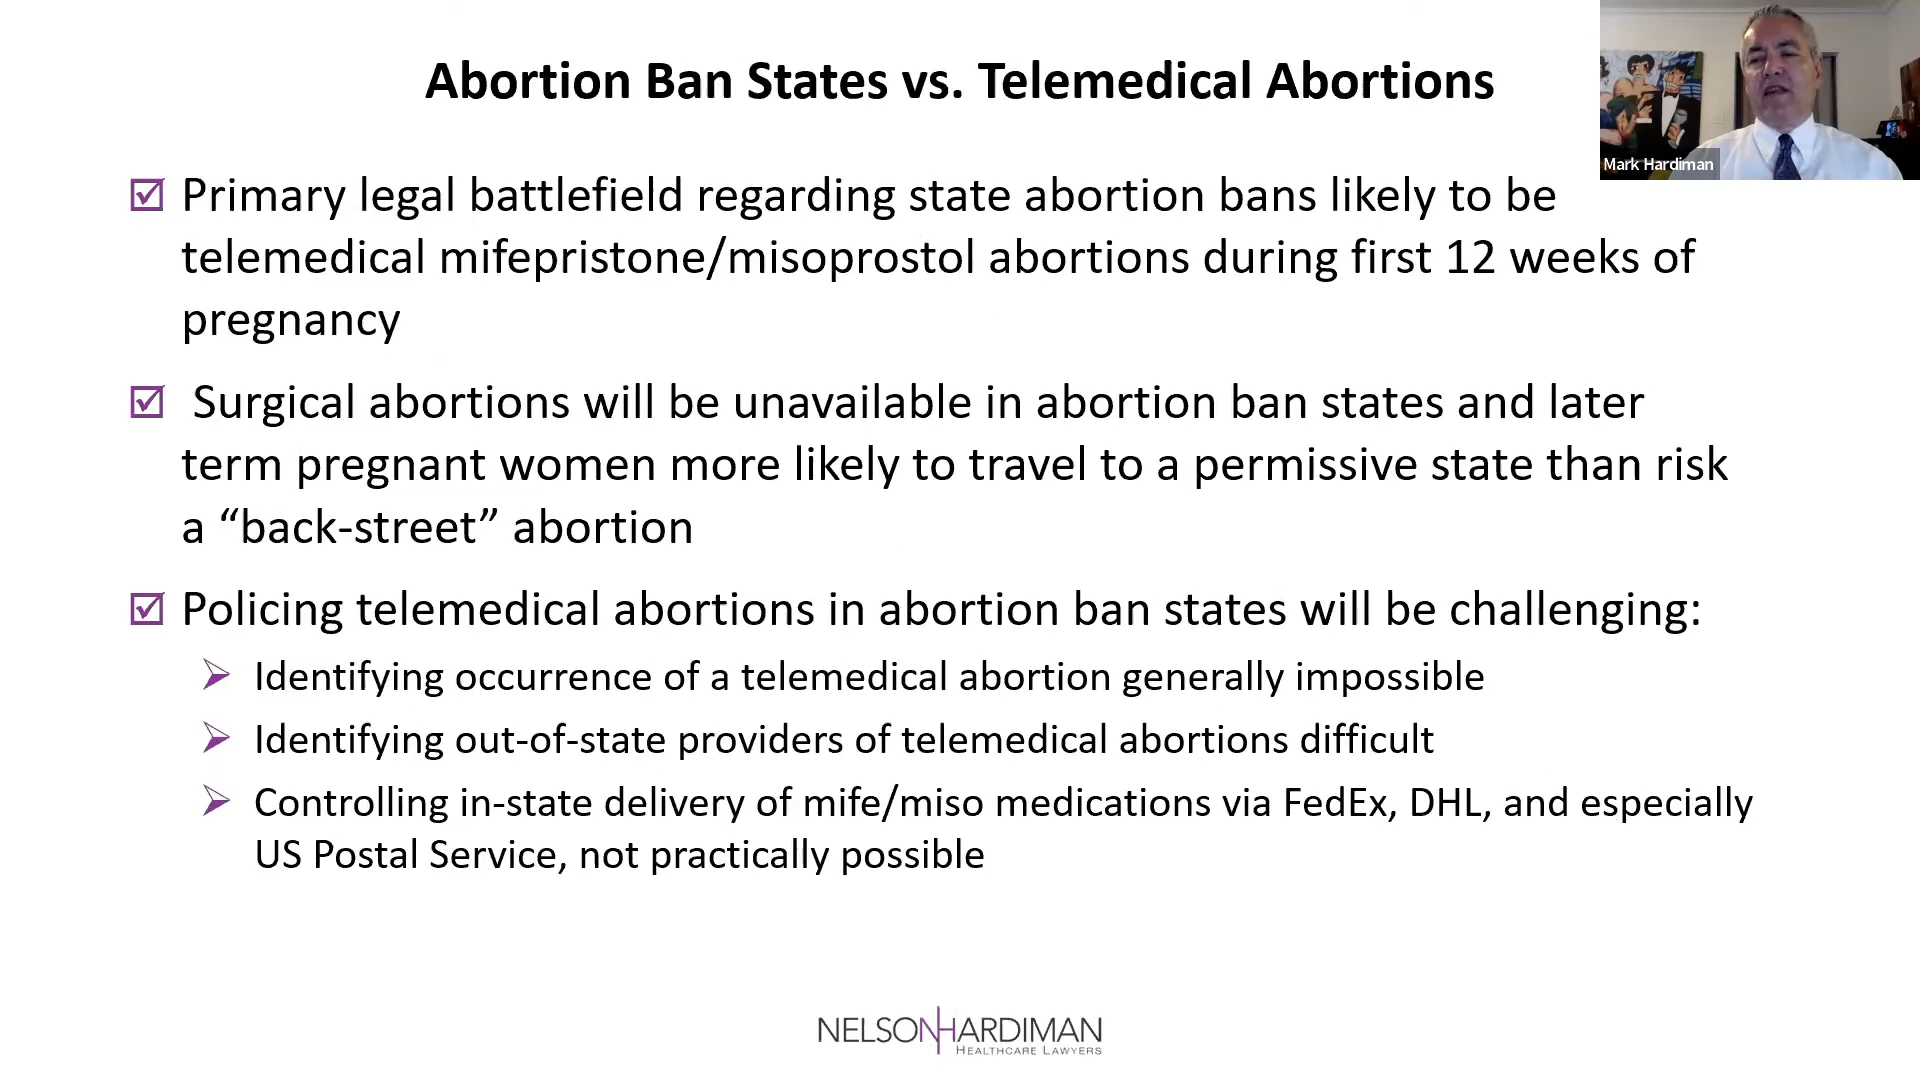 Abortion Ban States vs. Telemedical Abortions
Mark Hardiman
Primary legal battlefield regarding state abortion bans likely to be
telemedical mifepristone/misoprostol abortions during first 12 weeks of
pregnancy
Surgical abortions will be unavailable in abortion ban states and later
term pregnant women more likely to travel to a permissive state than risk
a “back-street” abortion
Policing telemedical abortions in abortion ban states will be challenging:
Identifying occurrence of a telemedical abortion generally impossible
Identifying out-of-state providers of telemedical abortions difficult
Controlling in-state delivery of mife/miso medications via FedEx, DHL, and especially
US Postal Service, not practically possible
NELSON HARDIMAN
HEALTHCARE LAWYERS